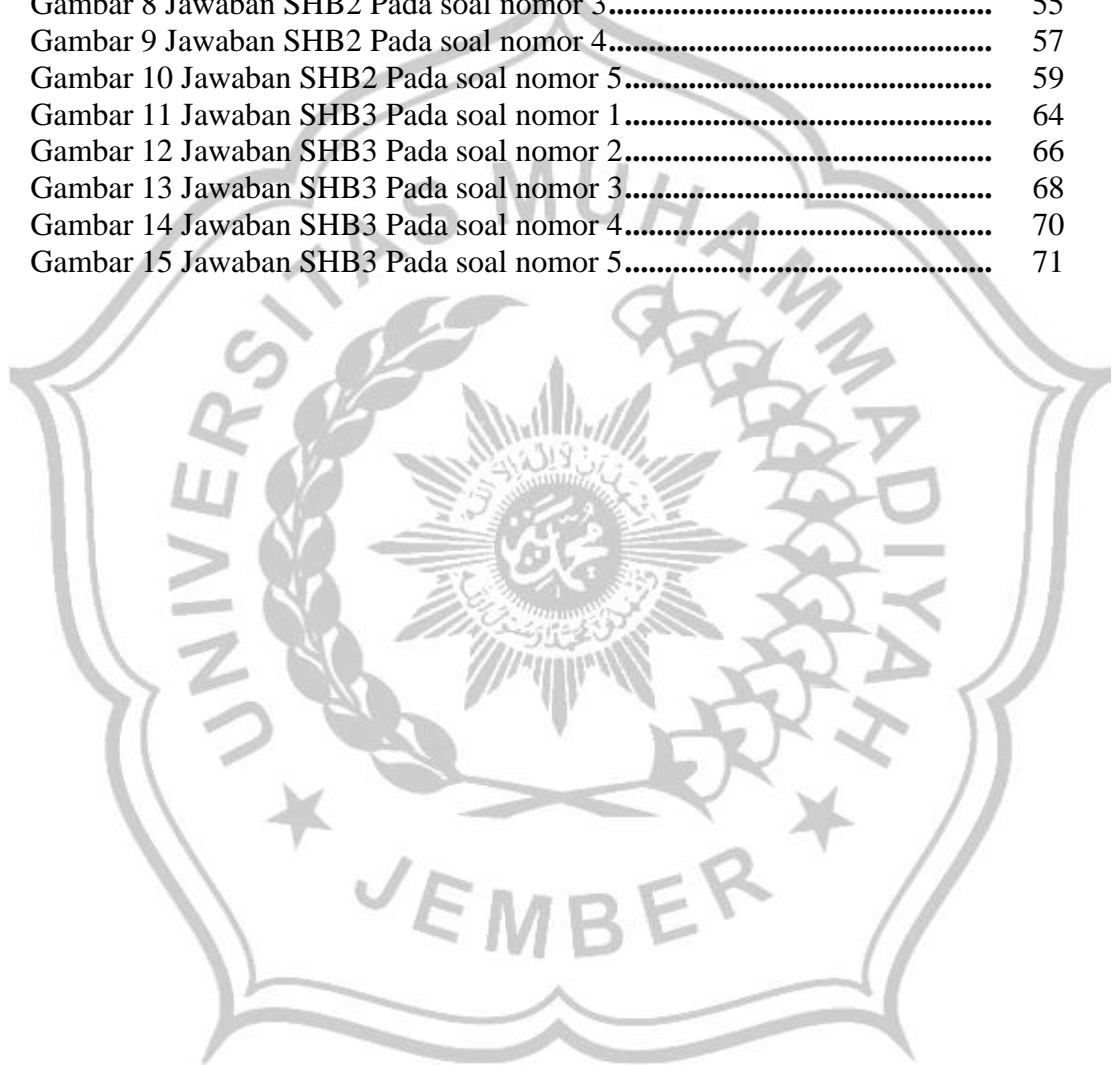 Gambar 8 Jawaban SHB2 Pada soal nomor 3.............................................. 55
Gambar 9 Jawaban SHB2 Pada soal nomor 4.............................................. 57
Gambar 10 Jawaban SHB2 Pada soal nomor 5............................................ 59
Gambar 11 Jawaban SHB3 Pada soal nomor 1............................................ 64
Gambar 12 Jawaban SHB3 Pada soal nomor 2............................................ 66
Gambar 13 Jawaban SHB3 Pada soal nomor 3............................................ 68
Gambar 14 Jawaban SHB3 Pada soal nomor 4............................................ 70
Gambar 15 Jawaban SHB3 Pada soal nomor 5............................................ 71
UNIVERSITAS MUHAMMADIYAH
محمد
JEMBER